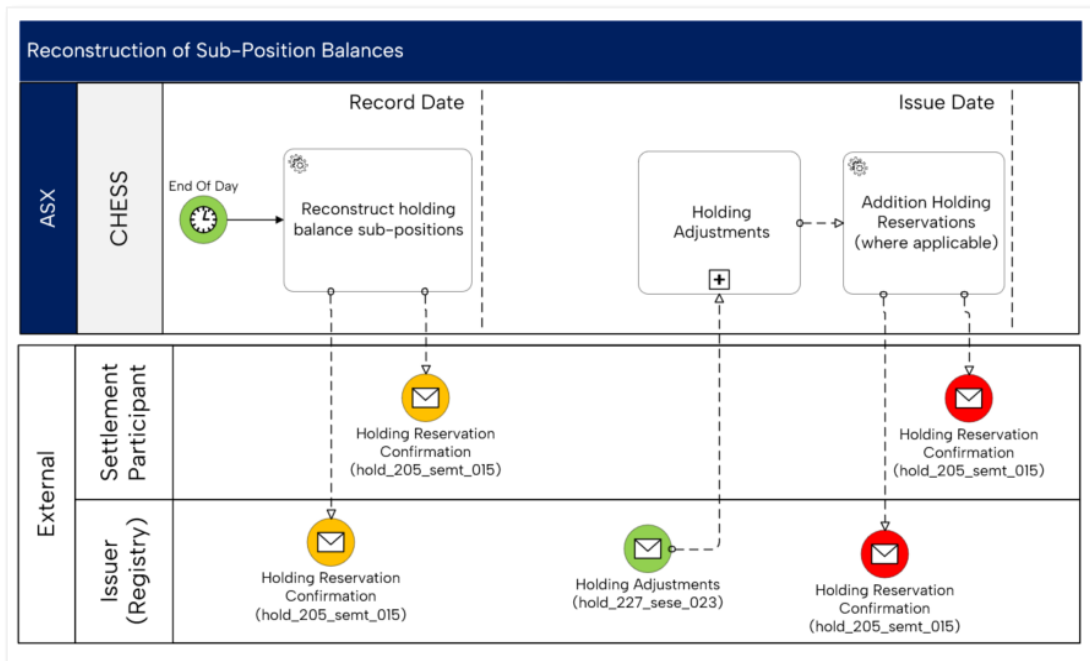 Reconstruction of Sub-Position Balances
ASX
CHESS
Record Date
Issue Date
End Of Day
Reconstruct holding
balance sub-positions
Holding
Adjustments
Addition Holding
Reservations
(where applicable)
External
Settlement
Participant
Holding Reservation
Confirmation
(hold_205_semt_015)
Holding Reservation
Confirmation
(hold_205_semt_015)
Issuer
(Registry)
Holding Reservation
Confirmation
(hold_205_semt_015)
Holding Adjustments
(hold_227_sese_023)
Holding Reservation
Confirmation
(hold_205_semt_015)